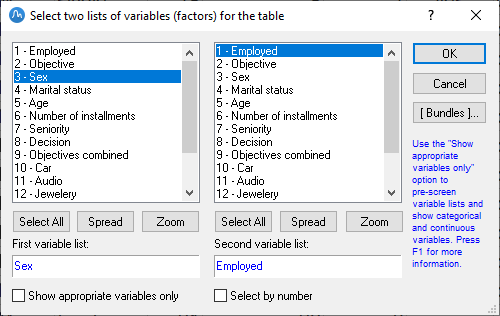 Select two lists of variables (factors) for the table
?
1 - Employed
2 - Objective
3 - Sex
4 - Marital status
5 - Age
6 - Number of installments
7 - Seniority
8 - Decision
9 - Objectives combined
10 - Car
11 - Audio
12 - Jewelery
1 - Employed
2 - Objective
3 - Sex
4 - Marital status
5 - Age
6 - Number of installments
7 - Seniority
8 - Decision
9 - Objectives combined
10 - Car
11 - Audio
12 - Jewelery
OK
Cancel
[ Bundles ]...
Use the "Show
appropriate
variables only"
option to
pre-screen
variable lists and
show categorical
and continuous
variables. Press
F1 for more
information.
Select All
Spread
Zoom
Select All
Spread
Zoom
First variable list:
Second variable list:
Sex
Employed
Show appropriate variables only
Select by number